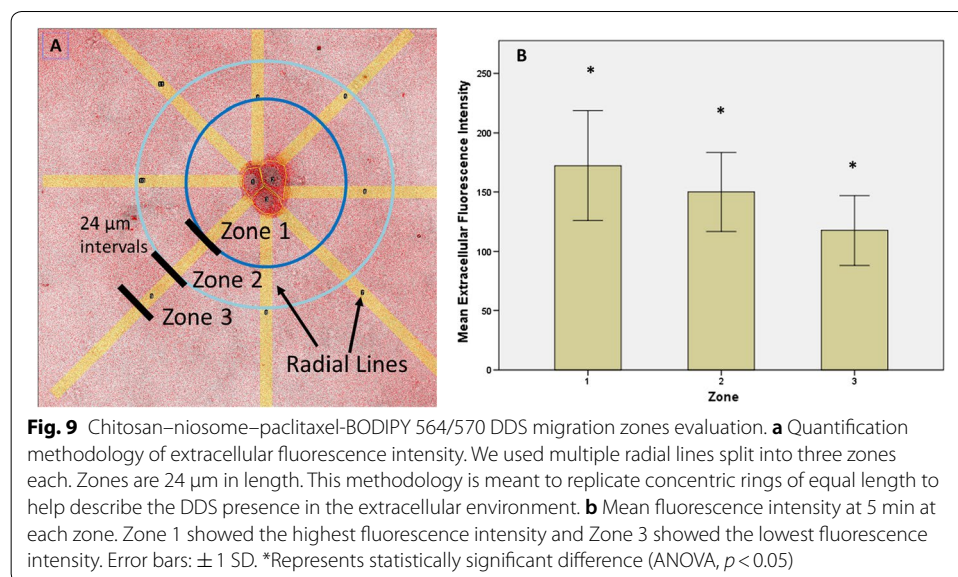 A
24 μm
intervals
Zone 1
Zone 2
Zone 3
Radial Lines
B
Mean Extracellular Fluorescence Intensity
250
200
150
100
50
0
*
*
*
1
2
3
Zone
Fig. 9 Chitosan–niosome–paclitaxel-BODIPY 564/570 DDS migration zones evaluation. a Quantification
methodology of extracellular fluorescence intensity. We used multiple radial lines split into three zones
each. Zones are 24 μm in length. This methodology is meant to replicate concentric rings of equal length to
help describe the DDS presence in the extracellular environment. b Mean fluorescence intensity at 5 min at
each zone. Zone 1 showed the highest fluorescence intensity and Zone 3 showed the lowest fluorescence
intensity. Error bars: ± 1 SD. *Represents statistically significant difference (ANOVA, p < 0.05)